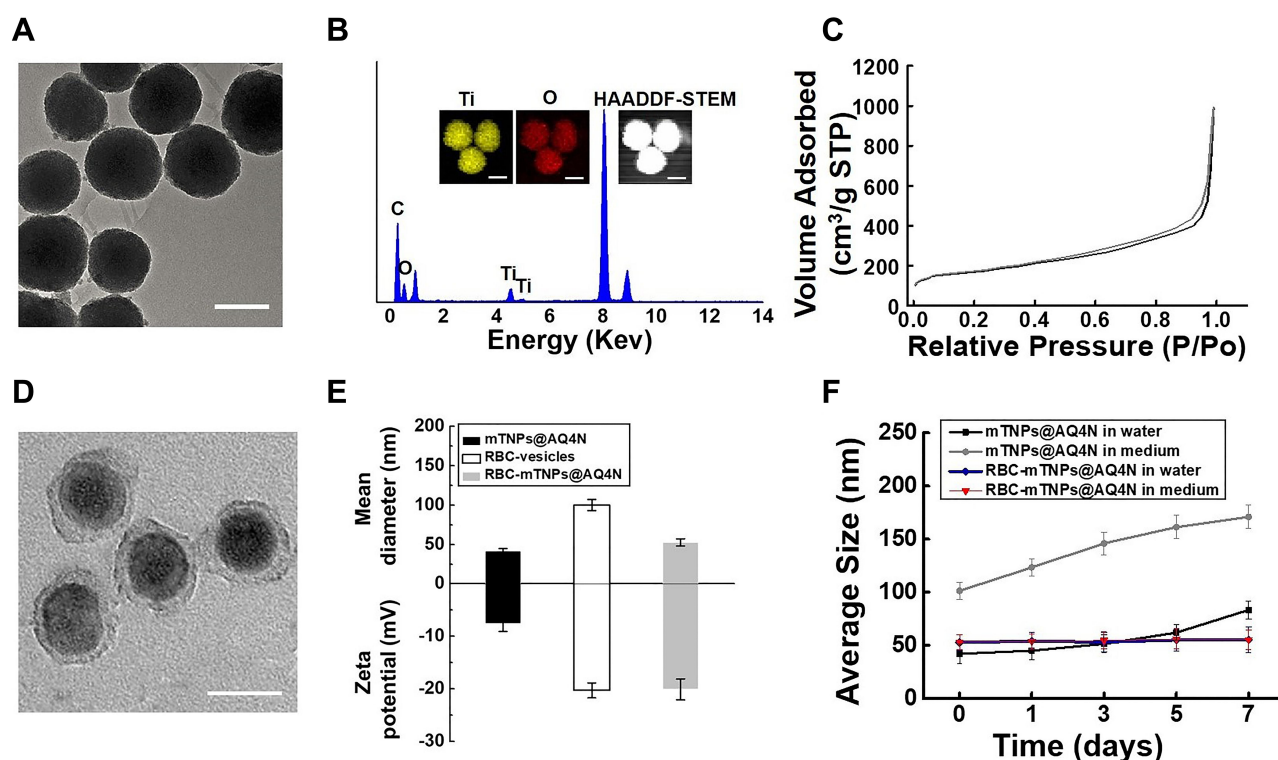 A
B
Ti
O
HAADDF-STEM
C
O
Ti
Ti
0
2
4
6
8
10
12
14
Energy (Kev)
C
Volume Adsorbed
(cm³/g STP)
1200
1000
800
600
400
200
0
0.0
0.2
0.4
0.6
0.8
1.0
Relative Pressure (P/Po)
D
E
Mean
diameter (nm)
Zeta
potential (mV)
200
150
100
50
0
-10
-20
-30
mTNPs@AQ4N
RBC-vesicles
RBC-mTNPs@AQ4N
F
Average Size (nm)
250
200
150
100
50
0
mTNPs@AQ4N in water
mTNPs@AQ4N in medium
RBC-mTNPs@AQ4N in water
RBC-mTNPs@AQ4N in medium
0
1
3
5
7
Time (days)